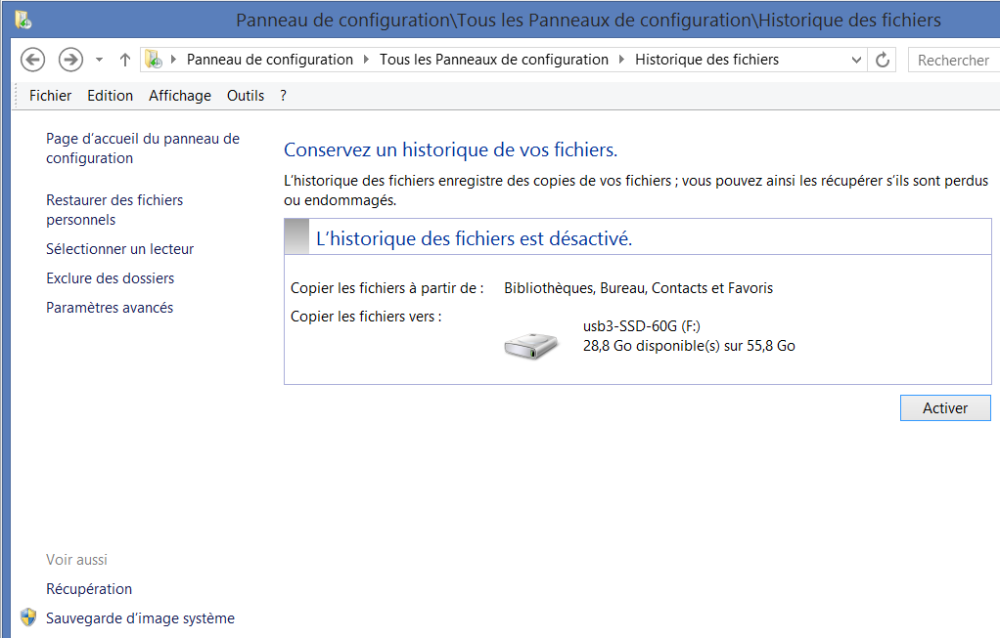 Panneau de configuration\Tous les Panneaux de configuration\Historique des fichiers
Panneau de configuration Tous les Panneaux de configuration Historique des fichiers
Rechercher
Fichier Edition Affichage Outils ?
Page d'accueil du panneau de
configuration
Restaurer des fichiers
personnels
Sélectionner un lecteur
Exclure des dossiers
Paramètres avancés
Conservez un historique de vos fichiers.
L'historique des fichiers enregistre des copies de vos fichiers ; vous pouvez ainsi les récupérer s'ils sont perdus
ou endommagés.
L'historique des fichiers est désactivé.
Copier les fichiers à partir de : Bibliothèques, Bureau, Contacts et Favoris
Copier les fichiers vers :
usb3-SSD-60G (F:)
28,8 Go disponible(s) sur 55,8 Go
Activer
Voir aussi
Récupération
Sauvegarde d'image système